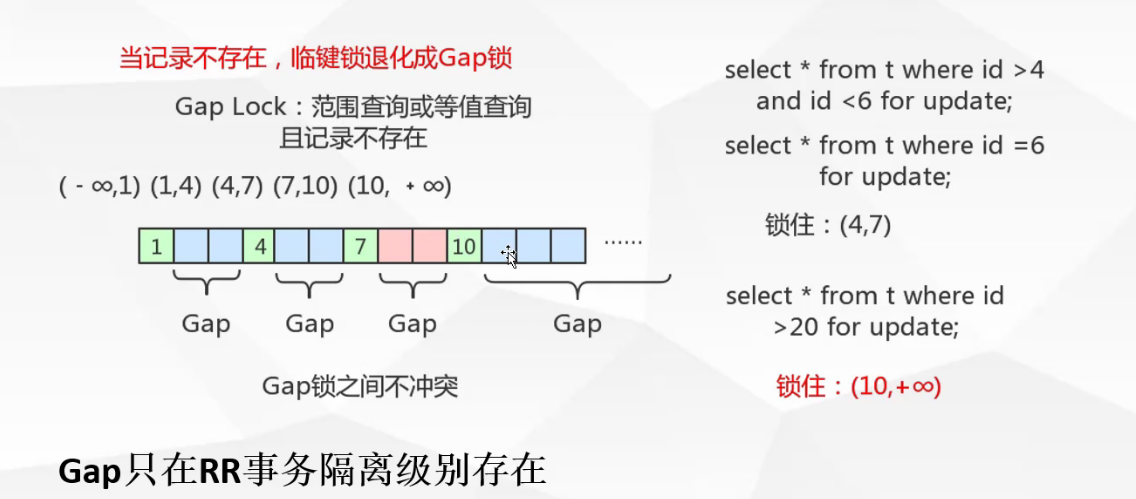 当记录不存在，临键锁退化成Gap锁
Gap Lock：范围查询或等值查询
且记录不存在
( - ∞,1) (1,4) (4,7) (7,10) (10, + ∞)
1 4 7 10 ......
Gap Gap Gap Gap
Gap锁之间不冲突
select * from t where id >4
and id <6 for update;
select * from t where id =6
for update;
锁住：(4,7)
select * from t where id
>20 for update;
锁住：(10,+∞)
Gap只在RR事务隔离级别存在